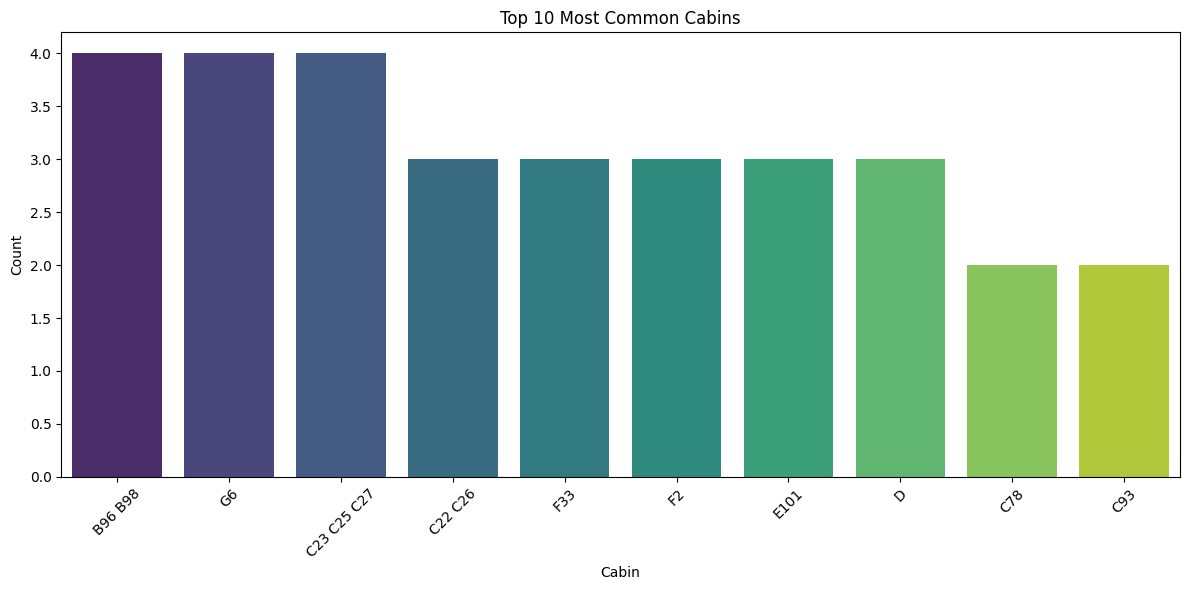 Top 10 Most Common Cabins
4.0
3.5
3.0
2.5
2.0
1.5
1.0
0.5
0.0
Count
B96 B98
G6
C23 C25 C27
C22 C26
F33
F2
E101
D
C78
C93
Cabin